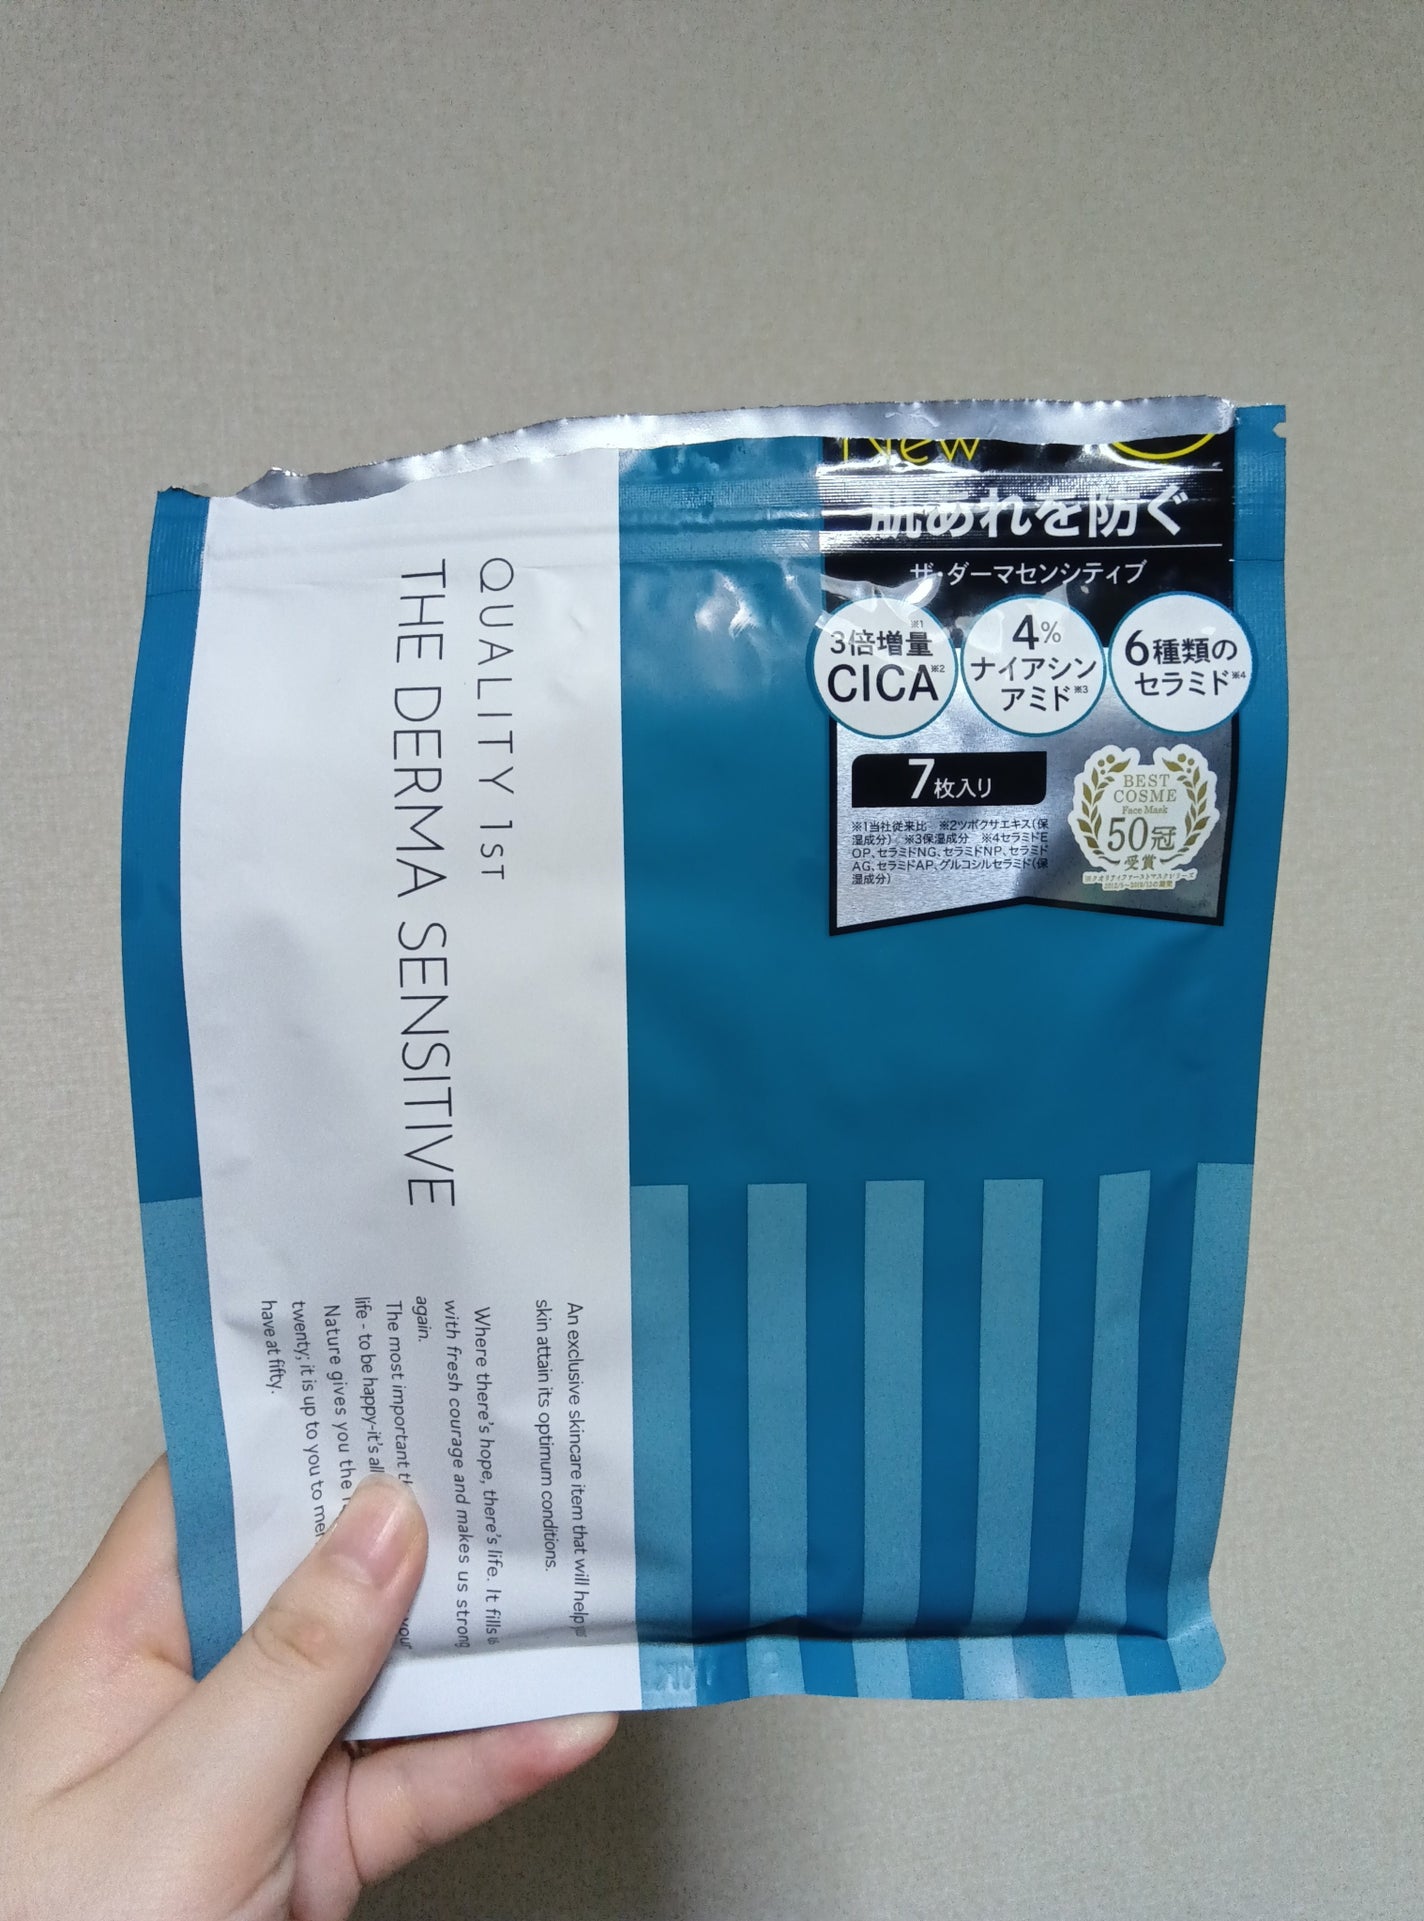 New
肌あれを防ぐ
ザ・ダーマセンシティブ
※1
3倍増量
CICA※2
4%
ナイアシン
アミド※3
6種類の
セラミド※4
7枚入り
※1当社従来比 ※2ツボクサエキス(保
湿成分) ※3保湿成分 ※4セラミドE
OP、セラミドNG、セラミドNP、セラミド
AG、セラミドAP、グルコシルセラミド(保
湿成分)
BEST
COSME
Face Mask
50冠
受賞
QUALITY 1ST
THE DERMA SENSITIVE
An exclusive skincare item that will help
skin attain its optimum conditions.
Where there's hope, there's life. It fills
with fresh courage and makes us strong
again.
The most important
your
life - to be happy-it's all
Nature gives you the
twenty; it is up to you to
have at fifty.